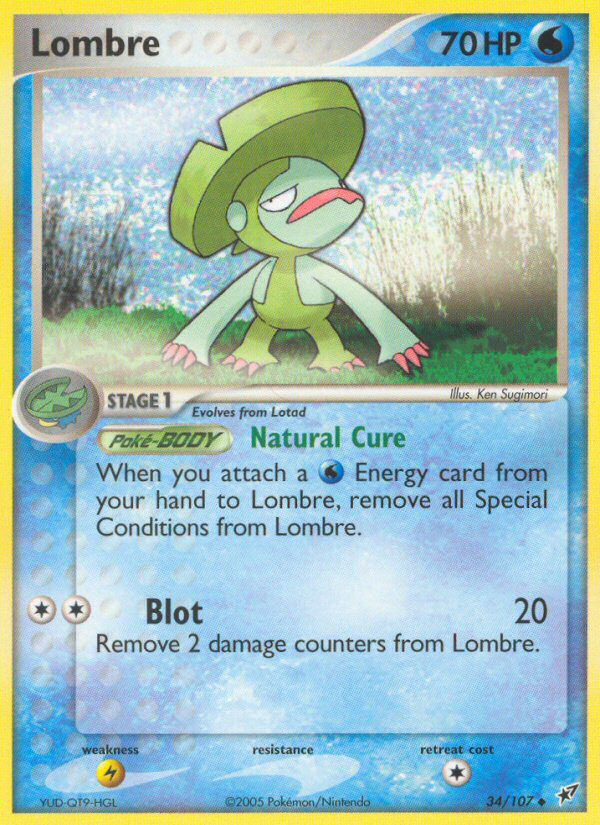 Lombre 70 HP
Illus. Ken Sugimori
STAGE 1 Evolves from Lotad
Poké-BODY Natural Cure
When you attach a Energy card from
your hand to Lombre, remove all Special
Conditions from Lombre.
Blot 20
Remove 2 damage counters from Lombre.
weakness resistance retreat cost
YUD-QT9-HGL ©2005 Pokémon/Nintendo 34/107